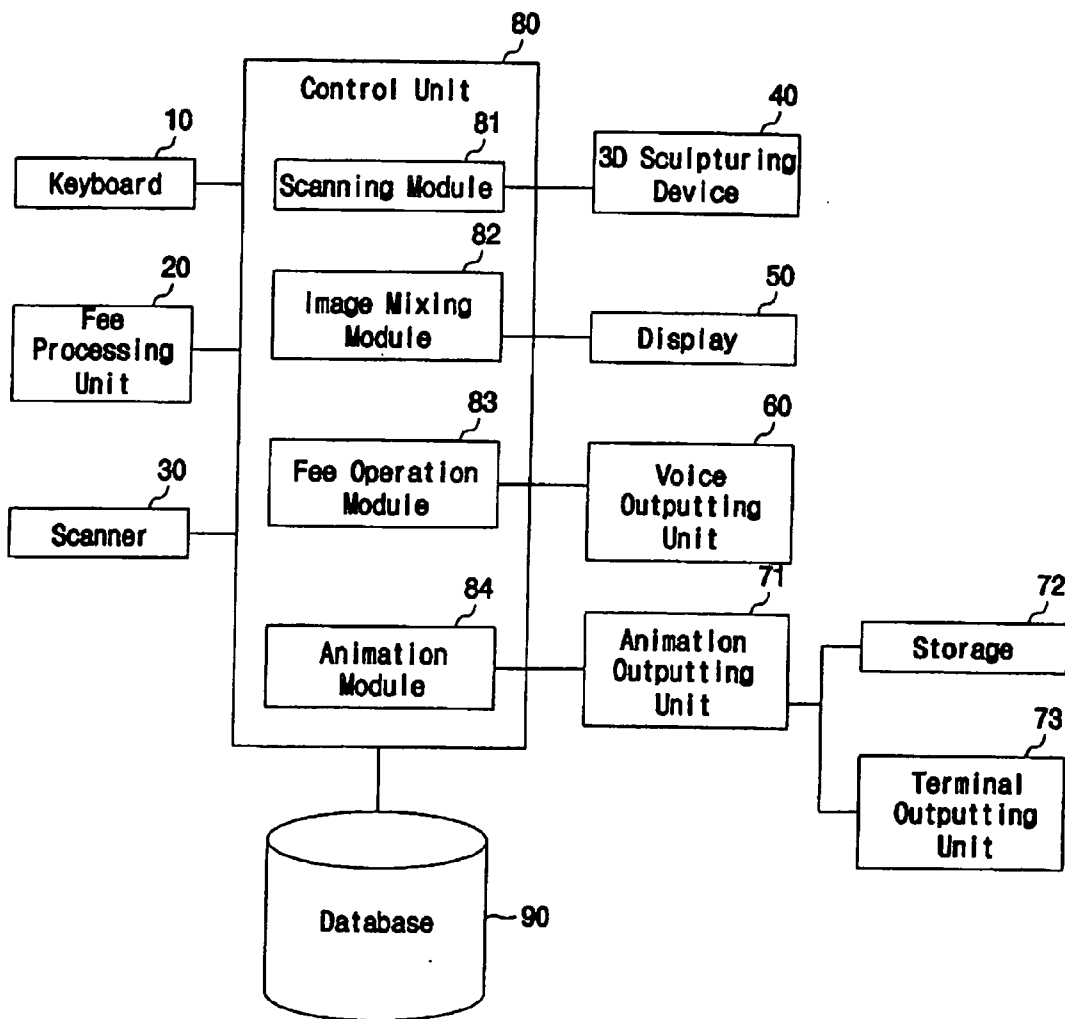 80
Control Unit
10
Keyboard
81
Scanning Module
40
3D Sculpturing
Device
20
Fee
Processing
Unit
82
Image Mixing
Module
50
Display
83
Fee Operation
Module
60
Voice
Outputting
Unit
30
Scanner
84
Animation
Module
71
Animation
Outputting
Unit
72
Storage
73
Terminal
Outputting
Unit
Database
90